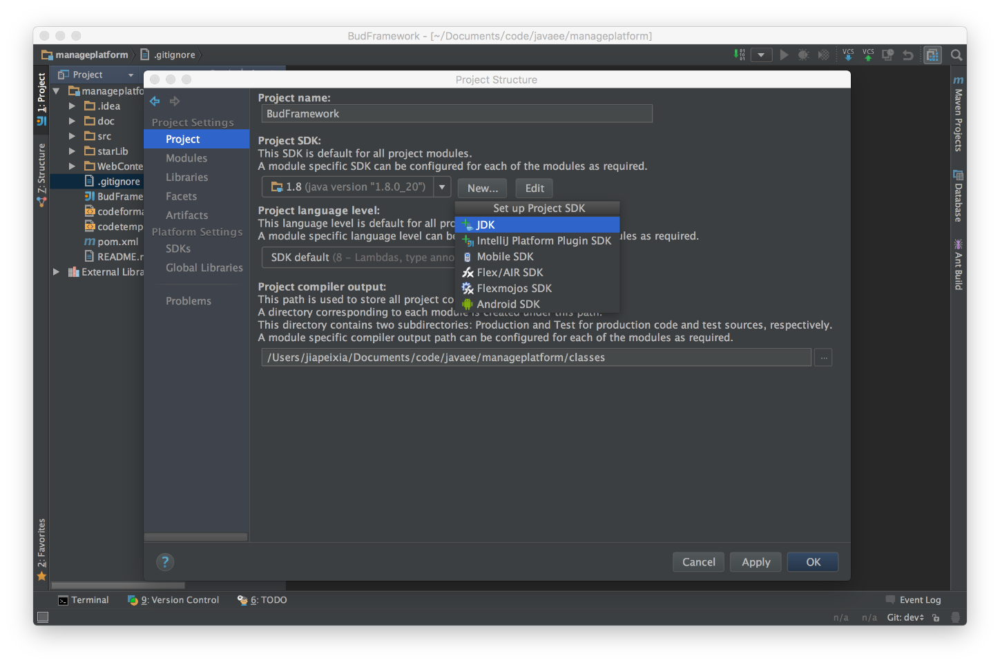 BudFramework - [~/Documents/code/javaee/manageplatform]
manageplatform
.gitignore
VCS
VCS
1: Project
Z: Structure
2: Favorites
Project
manageplatfo
.idea
doc
src
starLib
WebConte
.gitignore
BudFrame
codeforma
codetemp
pom.xml
README.r
External Libra
Project Structure
Project Settings
Project
Modules
Libraries
Facets
Artifacts
Platform Settings
SDKs
Global Libraries
Problems
Project name:
BudFramework
Project SDK:
This SDK is default for all project modules.
A module specific SDK can be configured for each of the modules as required.
1.8 (java version "1.8.0_20")
New...
Edit
Set up Project SDK
JDK
IntelliJ Platform Plugin SDK
Mobile SDK
Flex/AIR SDK
Flexmojos SDK
Android SDK
Project language level:
This language level is default for all pro
A module specific language level can be ules as required.
SDK default (8 - Lambdas, type anno
Project compiler output:
This path is used to store all project co
A directory corresponding to each module is created under this path.
This directory contains two subdirectories: Production and Test for production code and test sources, respectively.
A module specific compiler output path can be configured for each of the modules as required.
/Users/jiapeixia/Documents/code/javaee/manageplatform/classes
...
?
Cancel
Apply
OK
m
Maven Projects
Database
Ant Build
Terminal
9: Version Control
6: TODO
Event Log
n/a
n/a
Git: dev